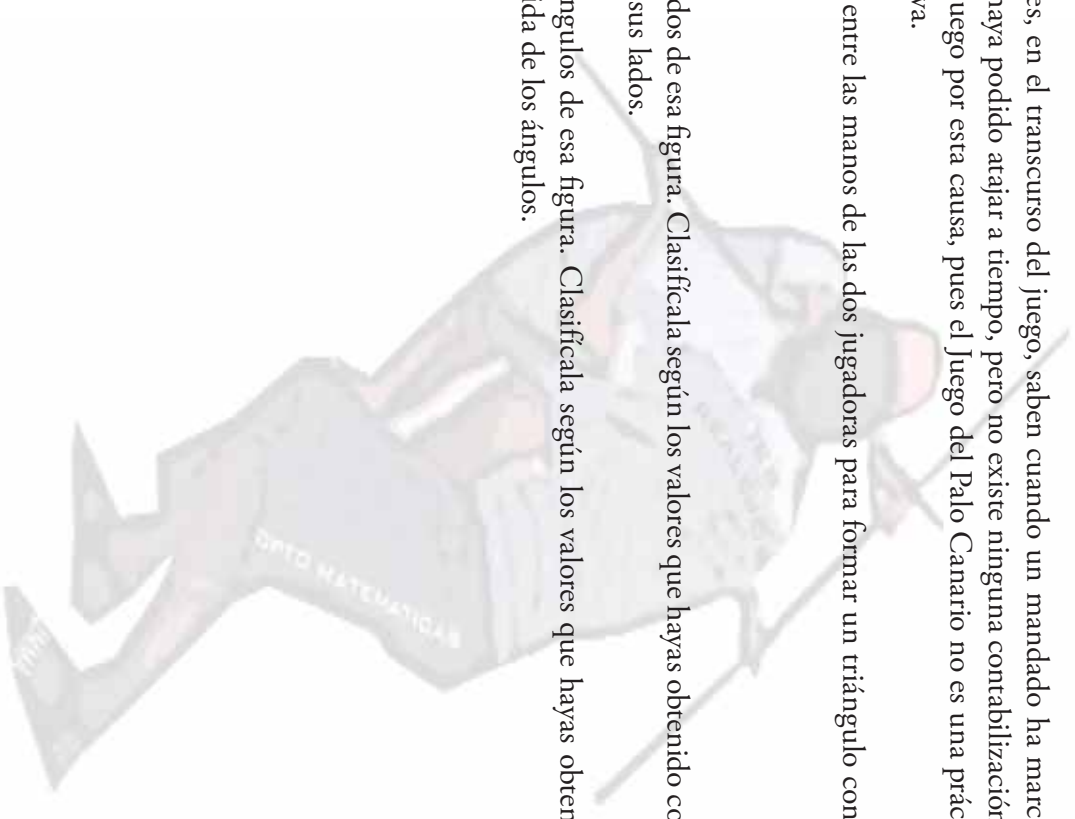 es, en el transcurso del juego, saben cuando un mandado ha marc
haya podido atajar a tiempo, pero no existe ninguna contabilización
uego por esta causa, pues el Juego del Palo Canario no es una prác
va.
entre las manos de las dos jugadoras para formar un triángulo con
dos de esa figura. Clasifícala según los valores que hayas obtenido co
sus lados.
ngulos de esa figura. Clasifícala según los valores que hayas obten
ida de los ángulos.
DPTO MATEMATICAS